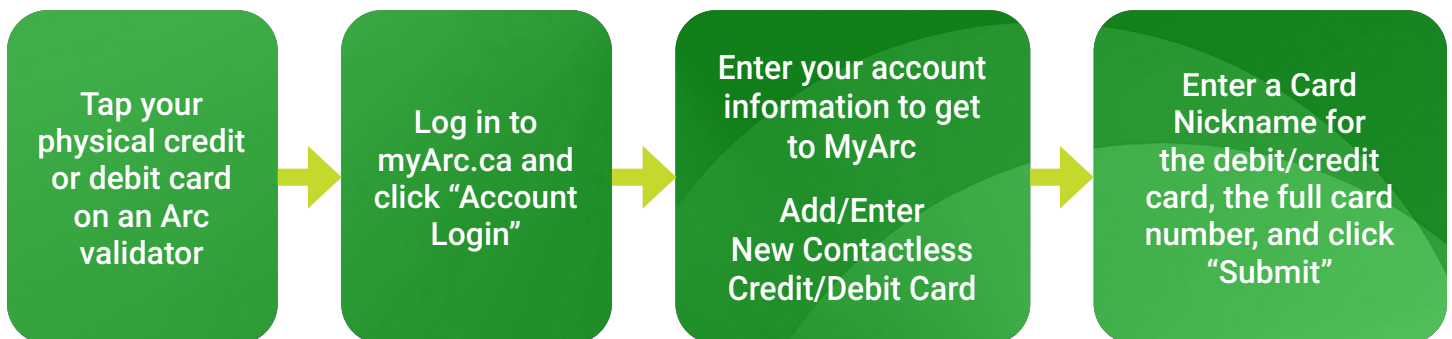 Tap your
physical credit
or debit card
on an Arc
validator
Log in to
myArc.ca and
click “Account
Login”
Enter your account
information to get
to MyArc
Add/Enter
New Contactless
Credit/Debit Card
Enter a Card
Nickname for
the debit/credit
card, the full card
number, and click
“Submit”